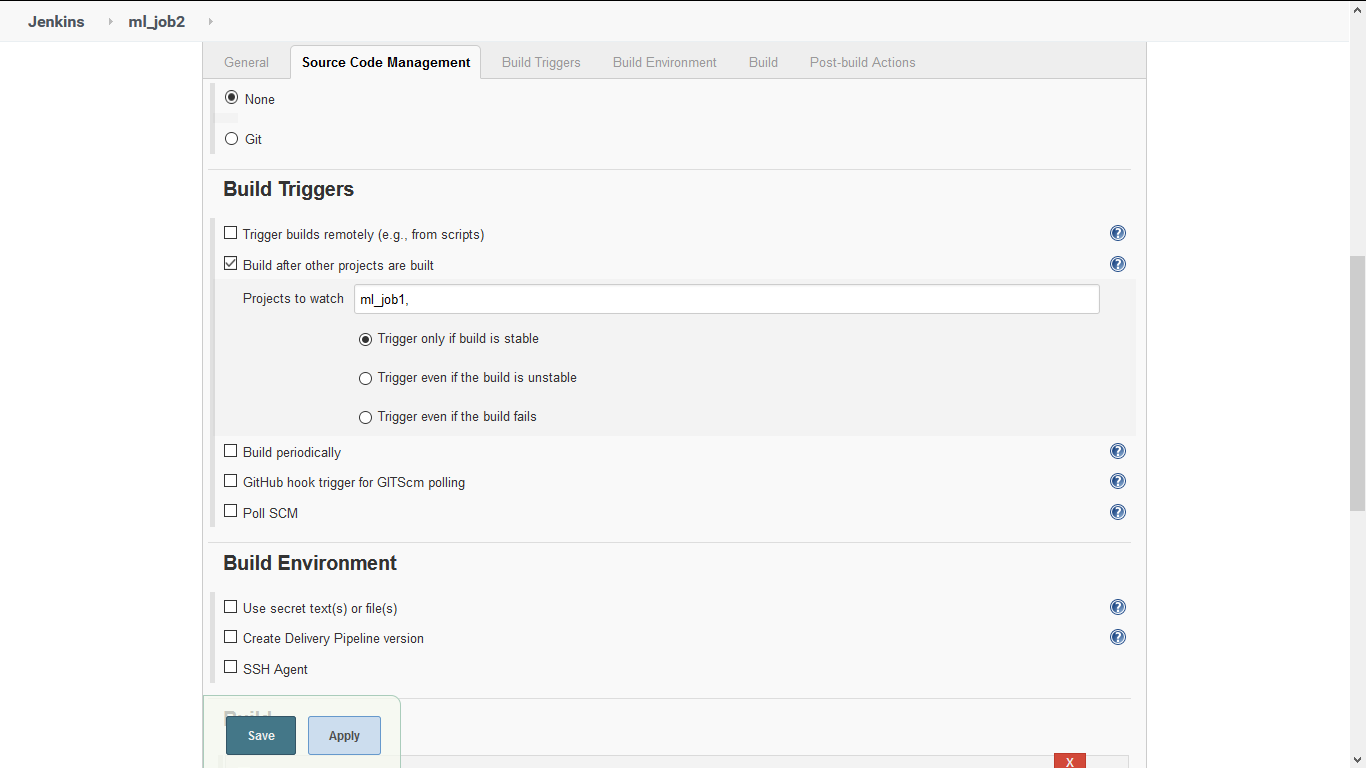 Jenkins ml_job2
General Source Code Management Build Triggers Build Environment Build Post-build Actions
None
Git
Build Triggers
Trigger builds remotely (e.g., from scripts)
Build after other projects are built
Projects to watch ml_job1,
Trigger only if build is stable
Trigger even if the build is unstable
Trigger even if the build fails
Build periodically
GitHub hook trigger for GITScm polling
Poll SCM
Build Environment
Use secret text(s) or file(s)
Create Delivery Pipeline version
SSH Agent
Build
Save Apply
X